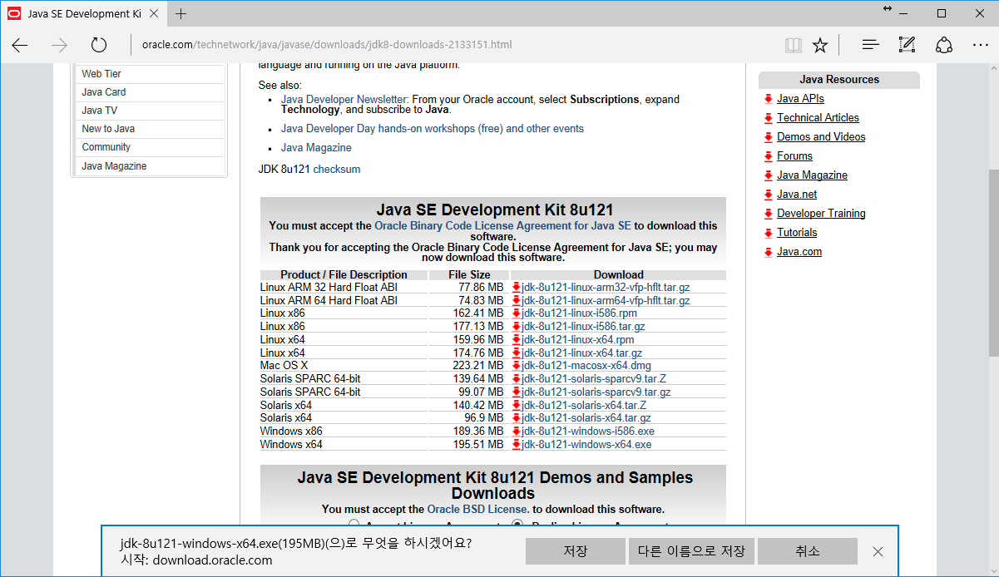 Java SE Development Ki
oracle.com/technetwork/java/javase/downloads/jdk8-downloads-2133151.html
Web Tier
Java Card
Java TV
New to Java
Community
Java Magazine
language and running on the Java platform.
See also:
Java Developer Newsletter: From your Oracle account, select Subscriptions, expand
Technology, and subscribe to Java.
Java Developer Day hands-on workshops (free) and other events
Java Magazine
JDK 8u121 checksum
Java SE Development Kit 8u121
You must accept the Oracle Binary Code License Agreement for Java SE to download this
software.
Thank you for accepting the Oracle Binary Code License Agreement for Java SE; you may
now download this software.
Product / File Description File Size Download
Linux ARM 32 Hard Float ABI 77.86 MB jdk-8u121-linux-arm32-vfp-hflt.tar.gz
Linux ARM 64 Hard Float ABI 74.83 MB jdk-8u121-linux-arm64-vfp-hflt.tar.gz
Linux x86 162.41 MB jdk-8u121-linux-i586.rpm
Linux x86 177.13 MB jdk-8u121-linux-i586.tar.gz
Linux x64 159.96 MB jdk-8u121-linux-x64.rpm
Linux x64 174.76 MB jdk-8u121-linux-x64.tar.gz
Mac OS X 223.21 MB jdk-8u121-macosx-x64.dmg
Solaris SPARC 64-bit 139.64 MB jdk-8u121-solaris-sparcv9.tar.Z
Solaris SPARC 64-bit 99.07 MB jdk-8u121-solaris-sparcv9.tar.gz
Solaris x64 140.42 MB jdk-8u121-solaris-x64.tar.Z
Solaris x64 96.9 MB jdk-8u121-solaris-x64.tar.gz
Windows x86 189.36 MB jdk-8u121-windows-i586.exe
Windows x64 195.51 MB jdk-8u121-windows-x64.exe
Java SE Development Kit 8u121 Demos and Samples
Downloads
You must accept the Oracle BSD License. to download this software.
Java Resources
Java APIs
Technical Articles
Demos and Videos
Forums
Java Magazine
Java.net
Developer Training
Tutorials
Java.com
jdk-8u121-windows-x64.exe(195MB)(으)로 무엇을 하시겠어요?
시작: download.oracle.com
저장 다른 이름으로 저장 취소